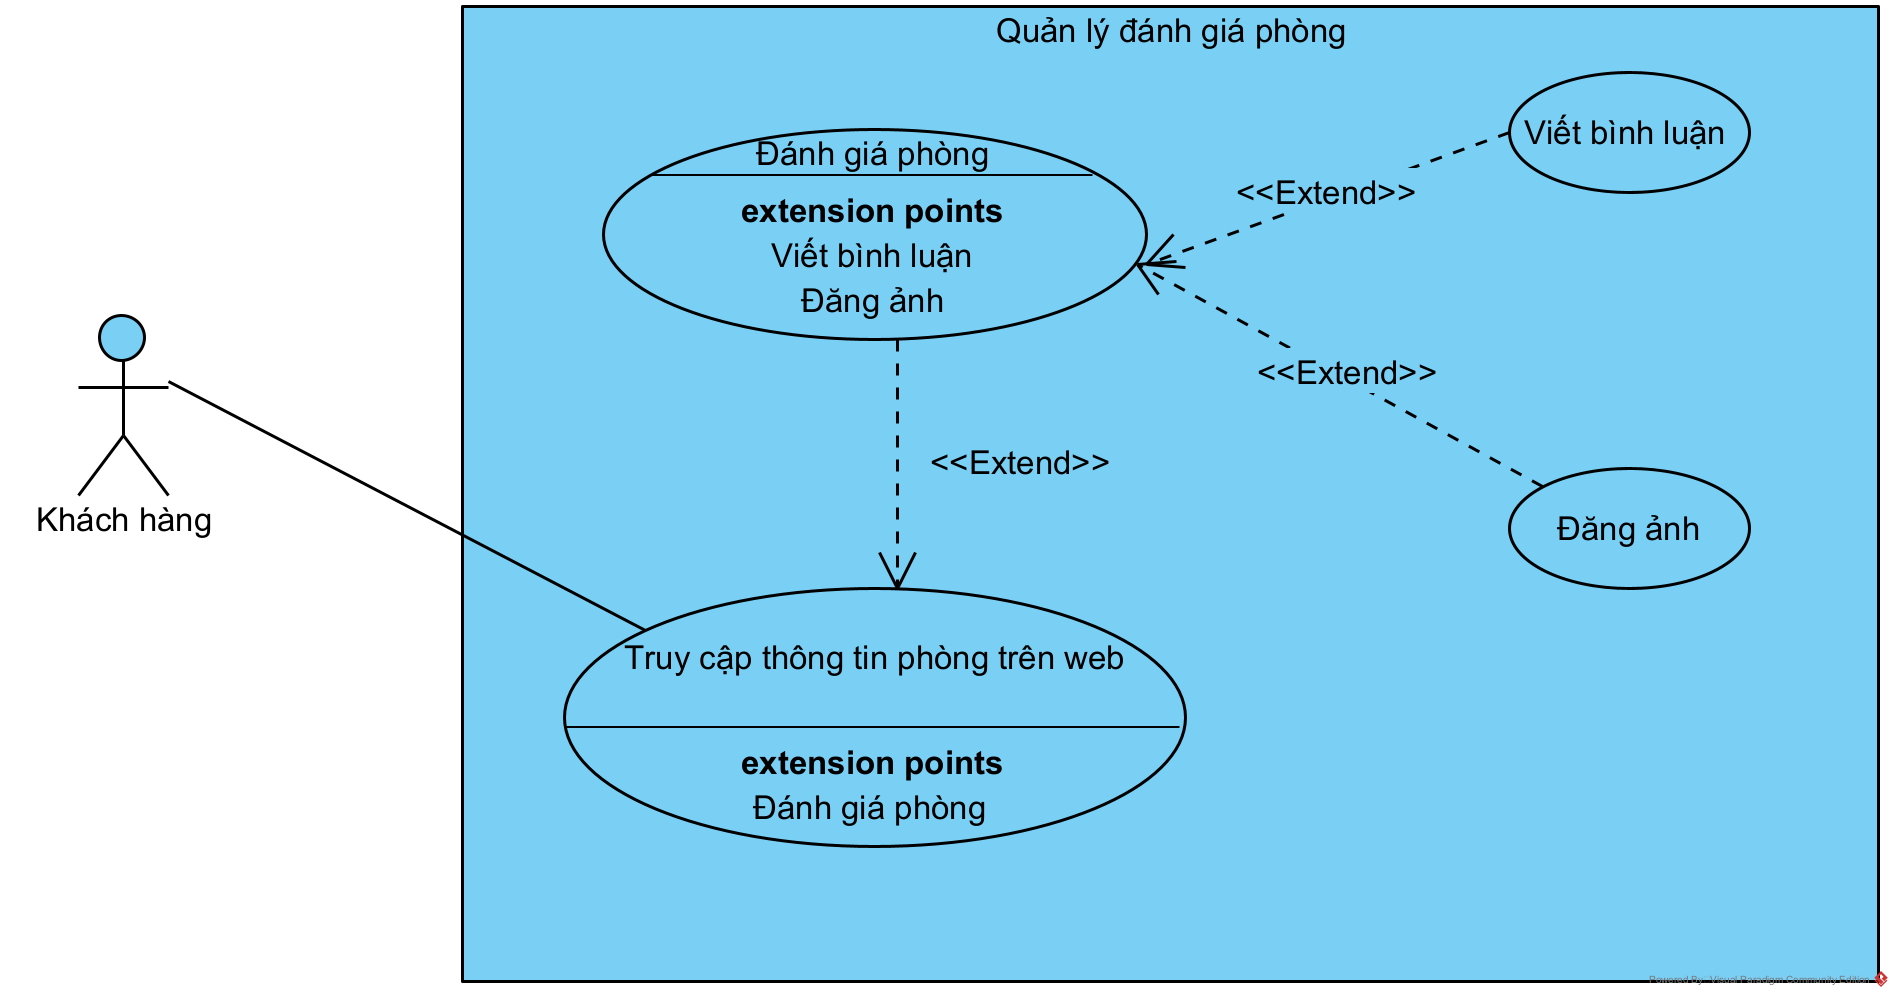 Quản lý đánh giá phòng
Viết bình luận
Đánh giá phòng
extension points
Viết bình luận
Đăng ảnh
<<Extend>>
<<Extend>>
<<Extend>>
Khách hàng
Đăng ảnh
Truy cập thông tin phòng trên web
extension points
Đánh giá phòng
Powered By: Visual Paradigm Community Edition